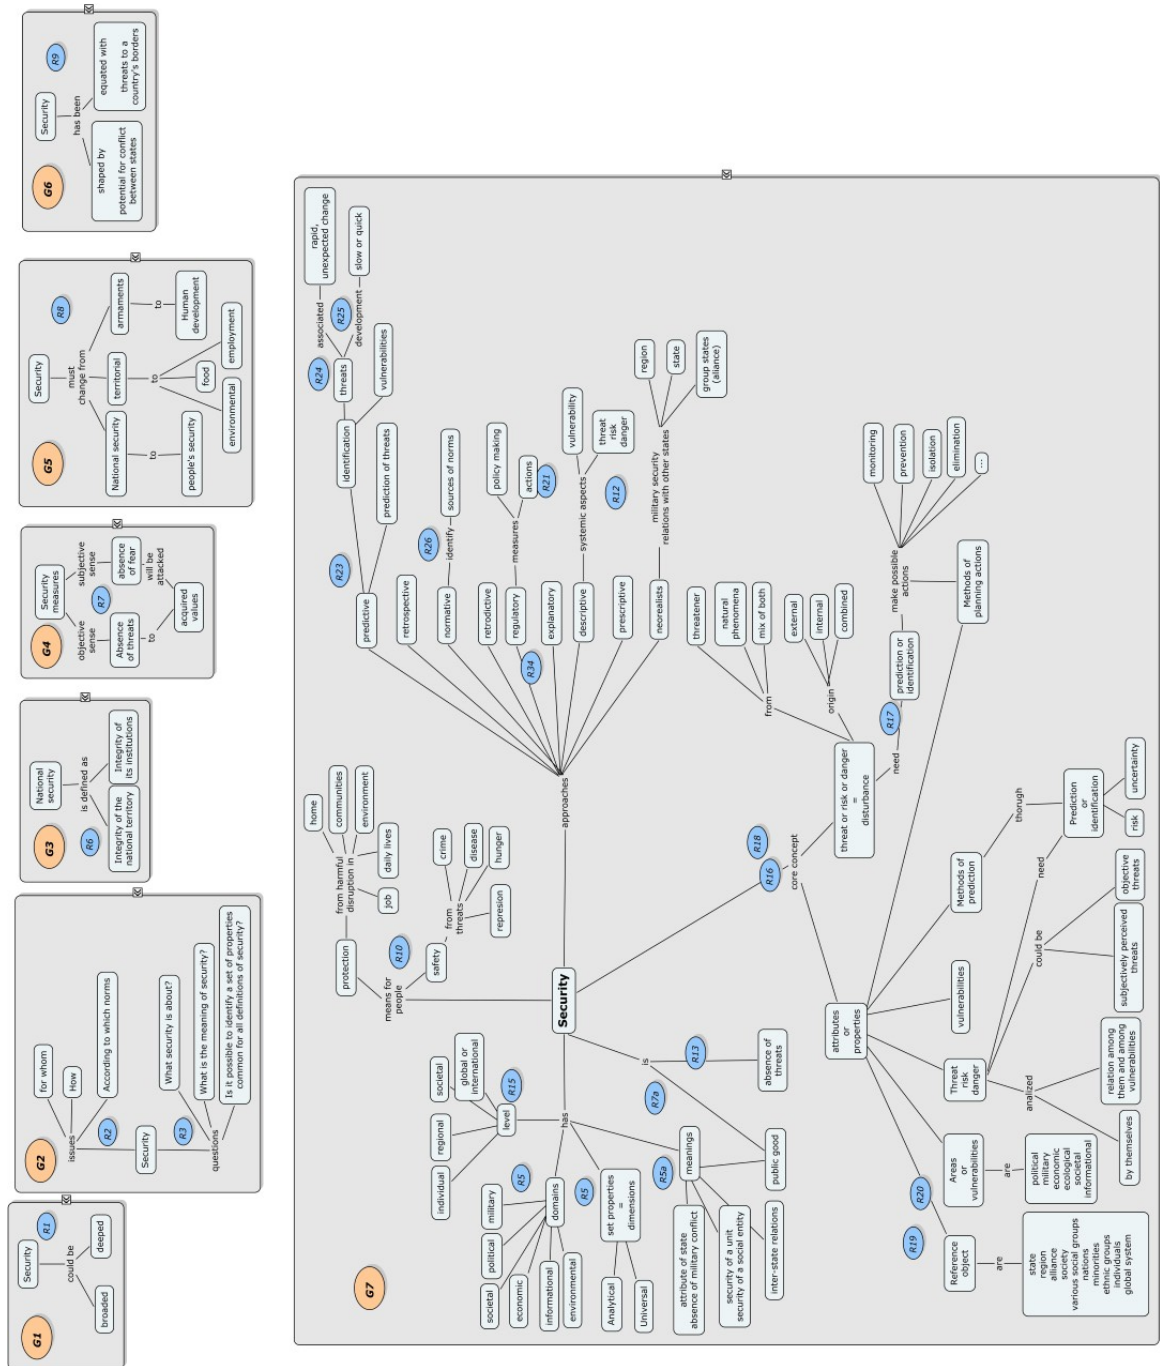 G1
R1
Security
could be
broaded
deeped
G2
for whom
How
According to which norms
issues
R2
Security
R3
questions
What security is about?
What is the meaning of security?
Is it possible to identify a set of properties
common for all definitions of security?
G3
National
security
is defined as
R6
Integrity of the
national territory
Integrity of
its institutions
G4
Security
measures
objective
sense
subjective
sense
R7
Absence
of threats
absence
of fear
to
will be
attacked
acquired
values
G5
R8
Security
must
change from
National security
territorial
armaments
to
to
to
people's security
environmental
food
employment
Human
development
G6
R9
Security
has been
shaped by
potential for conflict
between states
equated with
threats to a
country's borders
G7
Security
has
level
R15
individual
regional
societal
global or
international
domains
R5
military
political
societal
economic
informational
environmental
set properties
=
dimensions
R5
Analytical
Universal
meanings
R5a
attribute of state
absence of military conflict
security of a unit
security of a social entity
inter-state relations
public good
is
R7a
R13
absence of
threats
means for
people
R10
protection
from harmful
disruption in
home
communities
environment
daily lives
job
safety
from
threats
crime
disease
hunger
represion
approaches
predictive
R23
identification
threats
R24
associated
rapid,
unexpected change
R25
development
slow or quick
vulnerabilities
prediction of threats
retrospective
normative
R26
identify
sources of norms
retrodictive
regulatory
measures
policy making
actions
R21
R34
explanatory
descriptive
systemic aspects
vulnerability
threat
risk
danger
R12
prescriptive
neorealists
military security
relations with other states
region
state
group states
(aliance)
R16
R18
core concept
threat or risk or danger
=
disturbance
from
threatener
natural
phenomena
mix of both
origin
external
internal
combined
need
R17
prediction or
identification
make possible
actions
monitoring
prevention
isolation
elimination
...
Methods of
planning actions
attributes
or
properties
R19
R20
Reference
object
are
state
region
alliance
society
various social groups
nations
minorities
ethnic groups
individuals
global system
Areas
or
vulnerabilities
are
political
military
economic
ecological
societal
informational
Threat
risk
danger
analized
by themselves
relation among
them and among
vulnerabilities
could be
subjectively perceived
threats
objective
threats
need
Prediction
or
identification
risk
uncertainty
vulnerabilities
Methods of
prediction
thorugh